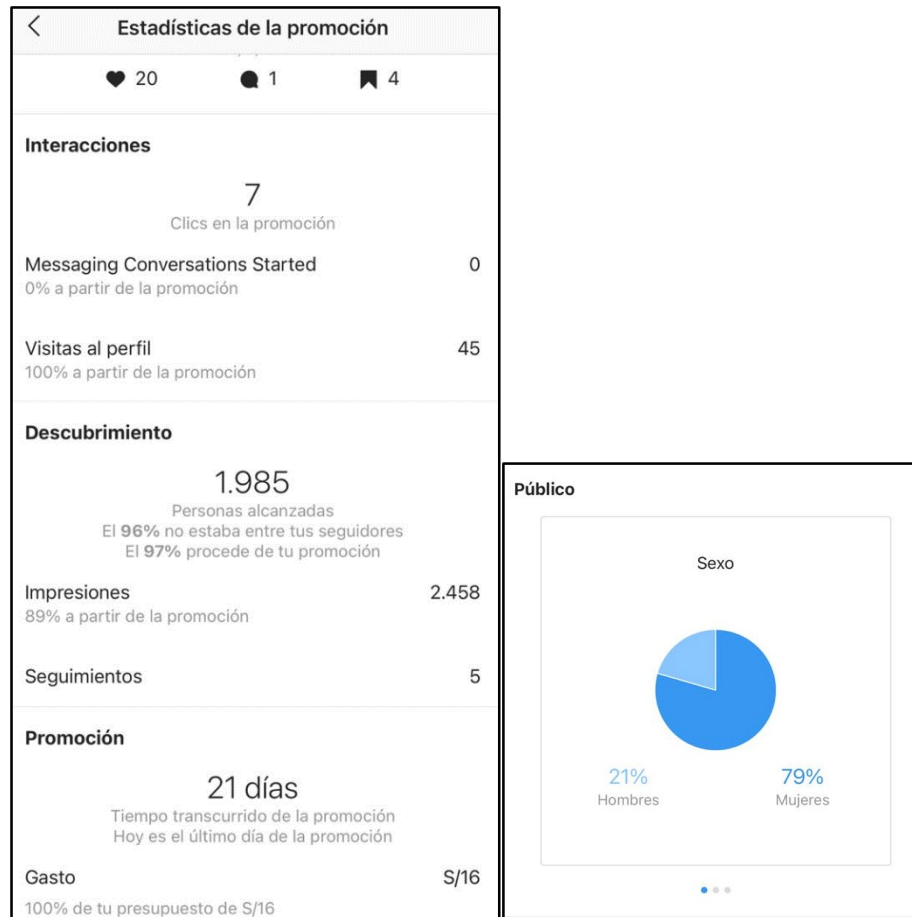 Estadísticas de la promoción
20 1 4
Interacciones
7
Clics en la promoción
Messaging Conversations Started 0
0% a partir de la promoción
Visitas al perfil 45
100% a partir de la promoción
Descubrimiento
1.985
Personas alcanzadas
El 96% no estaba entre tus seguidores
El 97% procede de tu promoción
Impresiones 2.458
89% a partir de la promoción
Seguimientos 5
Promoción
21 días
Tiempo transcurrido de la promoción
Hoy es el último día de la promoción
Gasto S/16
100% de tu presupuesto de S/16
Público
Sexo
21% 79%
Hombres Mujeres